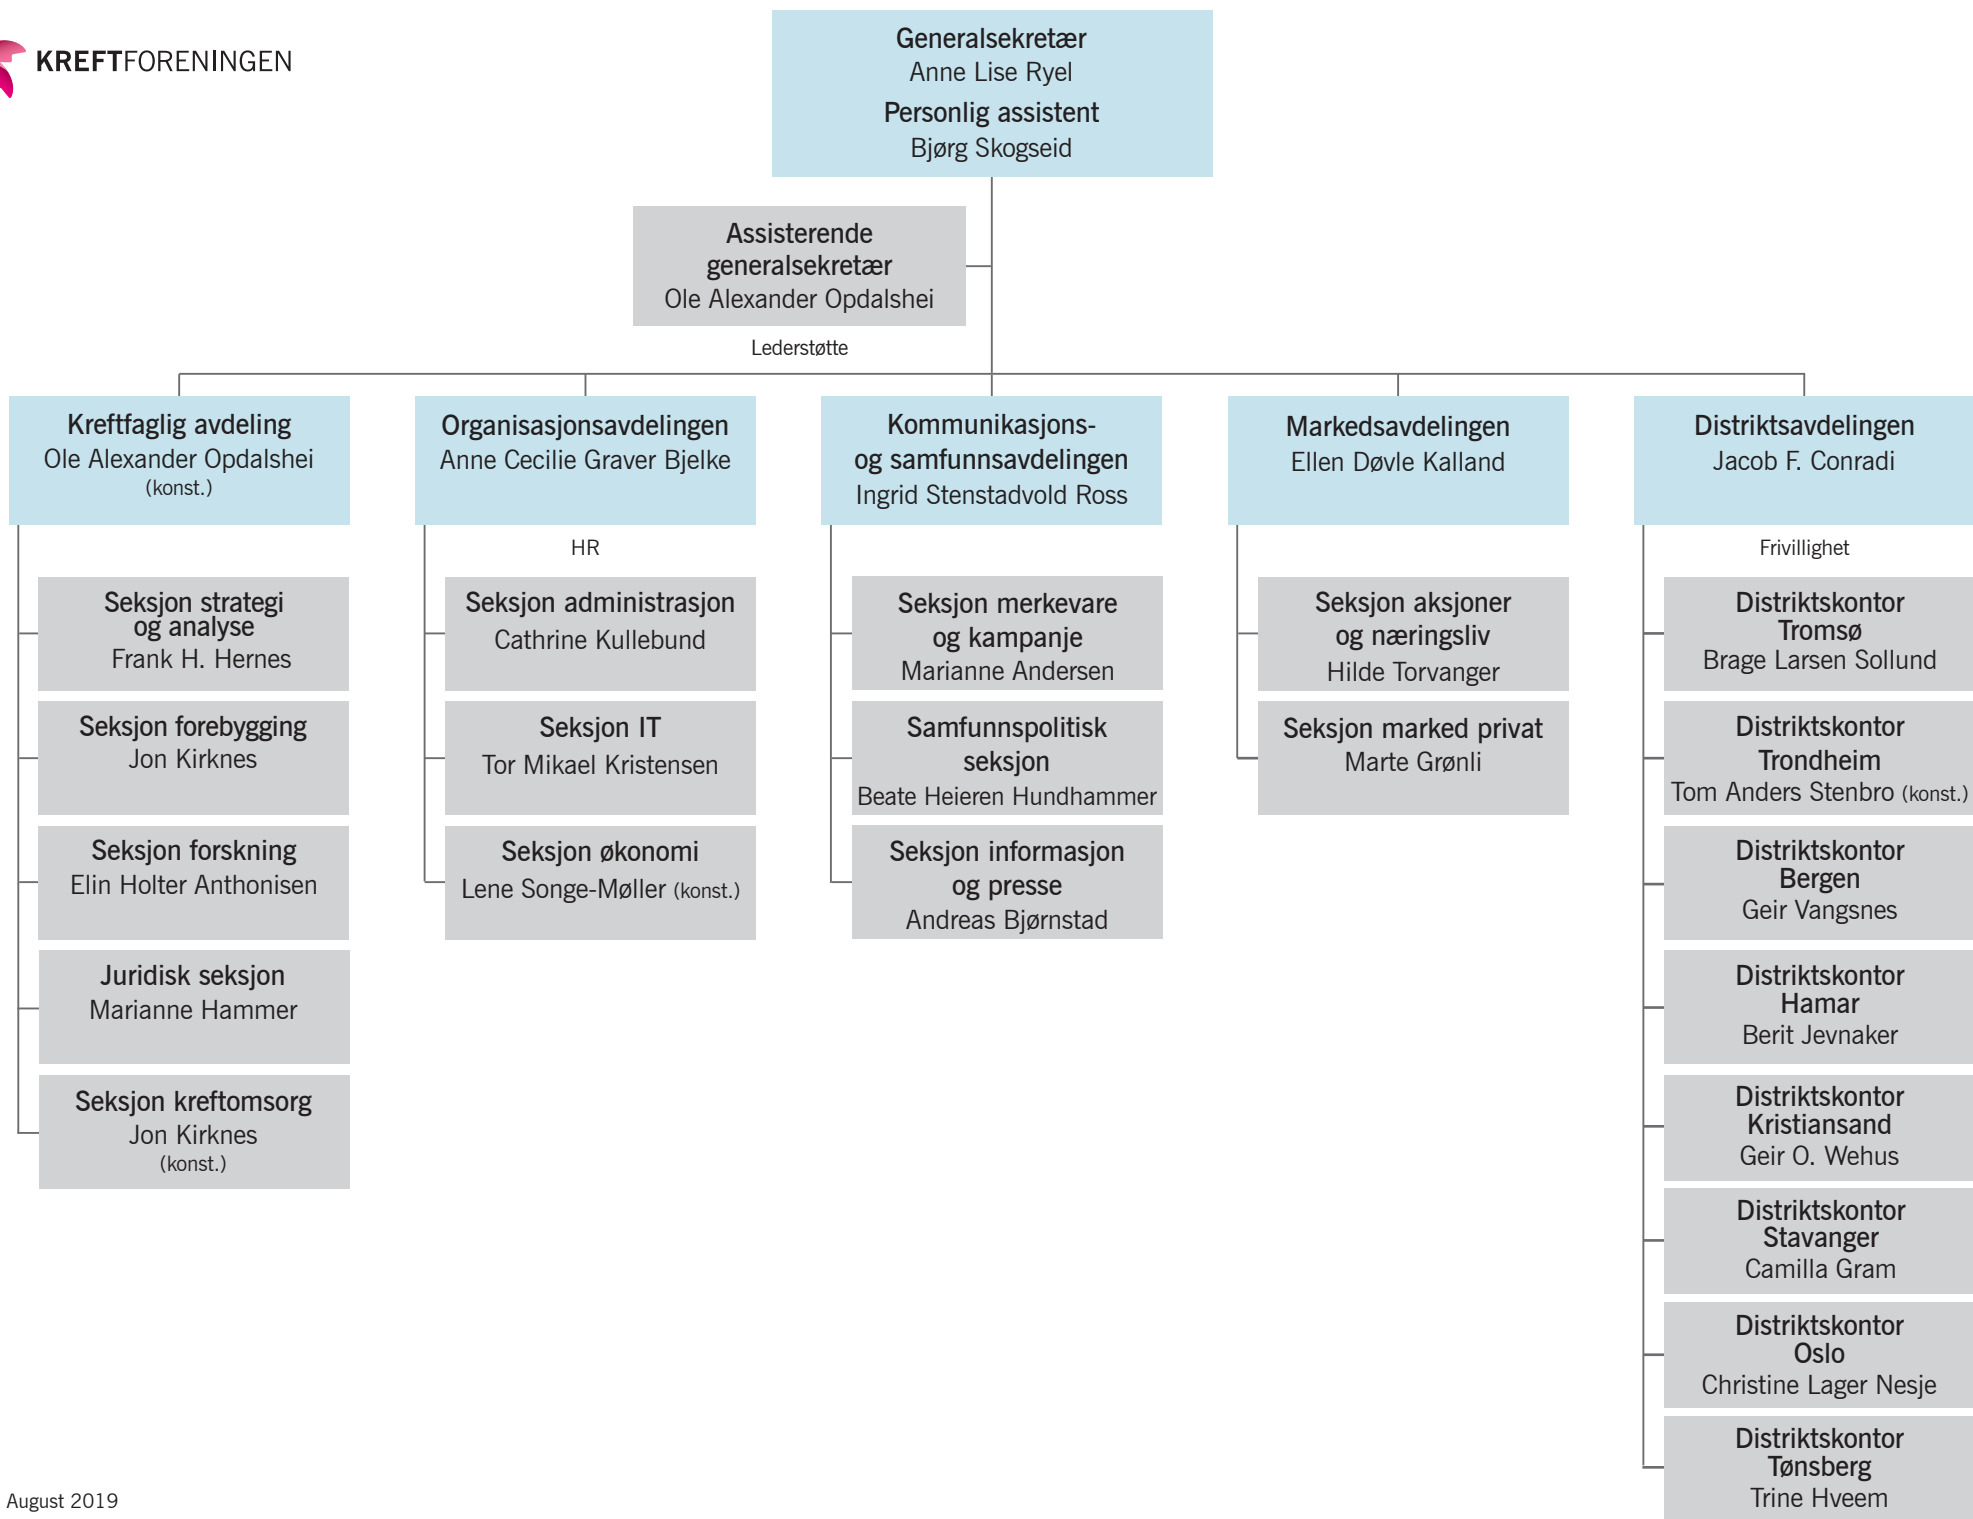 KREFTFORENINGEN
Generalsekretær
Anne Lise Ryel
Personlig assistent
Bjørg Skogseid
Assisterende
generalsekretær
Ole Alexander Opdalshei
Lederstøtte
Kreftfaglig avdeling
Ole Alexander Opdalshei
(konst.)
Seksjon strategi
og analyse
Frank H. Hernes
Seksjon forebygging
Jon Kirknes
Seksjon forskning
Elin Holter Anthonisen
Juridisk seksjon
Marianne Hammer
Seksjon kreftomsorg
Jon Kirknes
(konst.)
Organisasjonsavdelingen
Anne Cecilie Graver Bjelke
HR
Seksjon administrasjon
Cathrine Kullebund
Seksjon IT
Tor Mikael Kristensen
Seksjon økonomi
Lene Songe-Møller (konst.)
Kommunikasjons-
og samfunnsavdelingen
Ingrid Stenstadvold Ross
Seksjon merkevare
og kampanje
Marianne Andersen
Samfunnspolitisk
seksjon
Beate Heieren Hundhammer
Seksjon informasjon
og presse
Andreas Bjørnstad
Markedsavdelingen
Ellen Døvle Kalland
Seksjon aksjoner
og næringsliv
Hilde Torvanger
Seksjon marked privat
Marte Grønli
Distriktsavdelingen
Jacob F. Conradi
Frivillighet
Distriktskontor
Tromsø
Brage Larsen Sollund
Distriktskontor
Trondheim
Tom Anders Stenbro (konst.)
Distriktskontor
Bergen
Geir Vangsnes
Distriktskontor
Hamar
Berit Jevnaker
Distriktskontor
Kristiansand
Geir O. Wehus
Distriktskontor
Stavanger
Camilla Gram
Distriktskontor
Oslo
Christine Lager Nesje
Distriktskontor
Tønsberg
Trine Hveem
August 2019